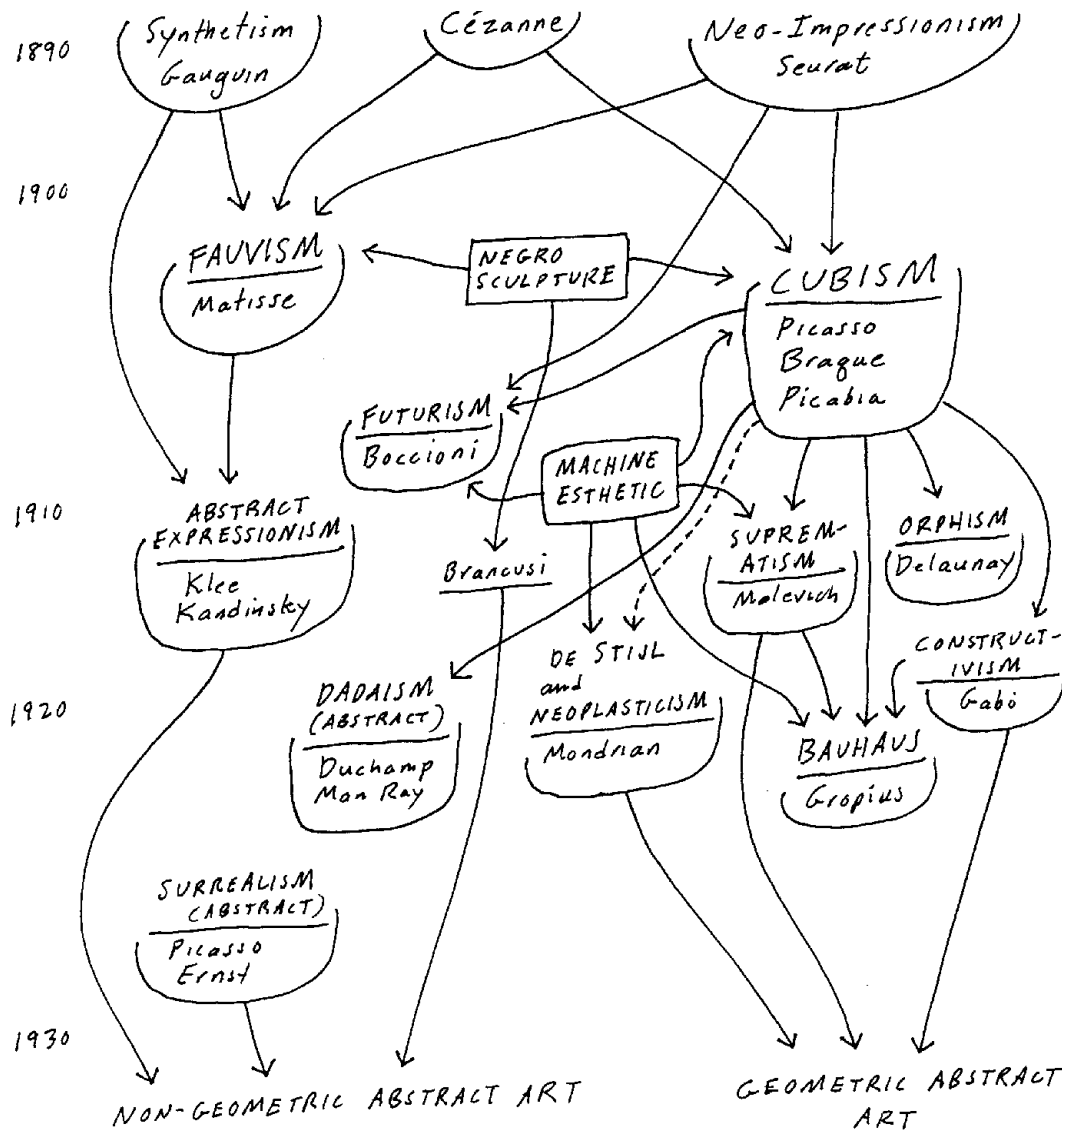 1890
Synthetism
Gauguin
Cézanne
Neo-Impressionism
Seurat
1900
FAUVISM
Matisse
NEGRO
SCULPTURE
CUBISM
Picasso
Braque
Picabia
FUTURISM
Boccioni
MACHINE
ESTHETIC
1910
ABSTRACT
EXPRESSIONISM
Klee
Kandinsky
Brancusi
SUPREM-
ATISM
Malevich
ORPHISM
Delaunay
CONSTRUCT-
IVISM
Gabo
1920
DADAISM
(ABSTRACT)
Duchamp
Man Ray
DE STIJL
and
NEOPLASTICISM
Mondrian
BAUHAUS
Gropius
SURREALISM
(ABSTRACT)
Picasso
Ernst
1930
NON-GEOMETRIC ABSTRACT ART
GEOMETRIC ABSTRACT
ART